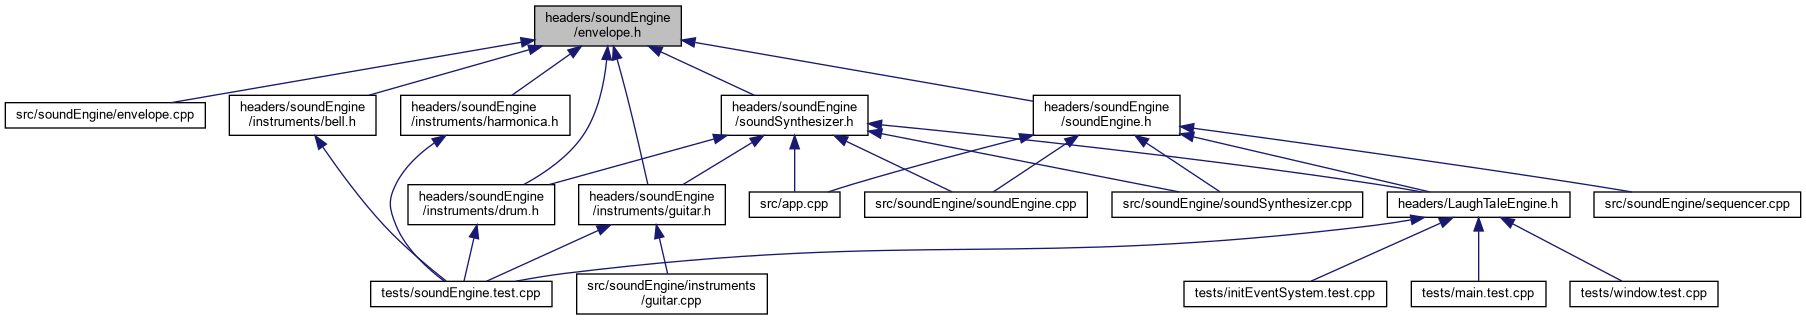 headers/soundEngine
/envelope.h
src/soundEngine/envelope.cpp
headers/soundEngine
/instruments/bell.h
headers/soundEngine
/instruments/harmonica.h
headers/soundEngine
/soundSynthesizer.h
headers/soundEngine
/soundEngine.h
headers/soundEngine
/instruments/drum.h
headers/soundEngine
/instruments/guitar.h
src/app.cpp
src/soundEngine/soundEngine.cpp
src/soundEngine/soundSynthesizer.cpp
headers/LaughTaleEngine.h
src/soundEngine/sequencer.cpp
tests/soundEngine.test.cpp
src/soundEngine/instruments
/guitar.cpp
tests/initEventSystem.test.cpp
tests/main.test.cpp
tests/window.test.cpp